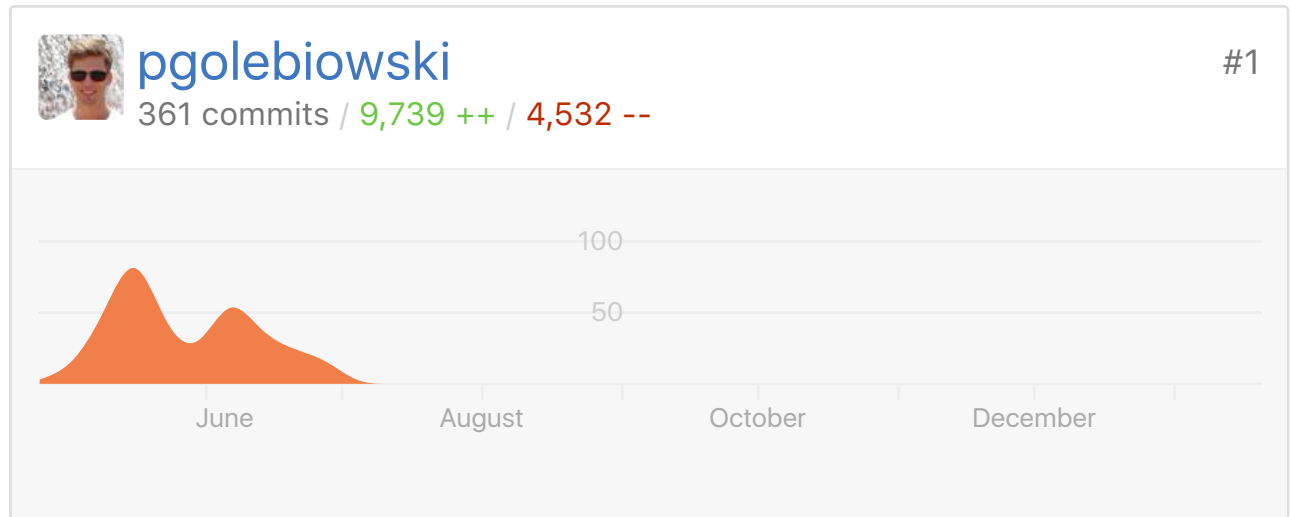 pgolebiowski
#1
361 commits / 9,739 ++ / 4,532 --
100
50
June August October December